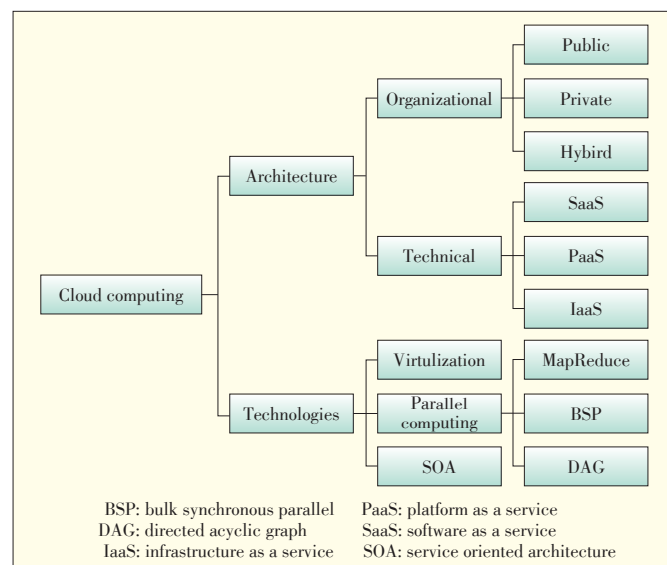 Public
Organizational
Private
Hybird
Architecture
SaaS
Technical
PaaS
IaaS
Cloud computing
Virtulization
MapReduce
Technologies
Parallel
computing
BSP
SOA
DAG
BSP: bulk synchronous parallel
PaaS: platform as a service
DAG: directed acyclic graph
SaaS: software as a service
IaaS: infrastructure as a service
SOA: service oriented architecture